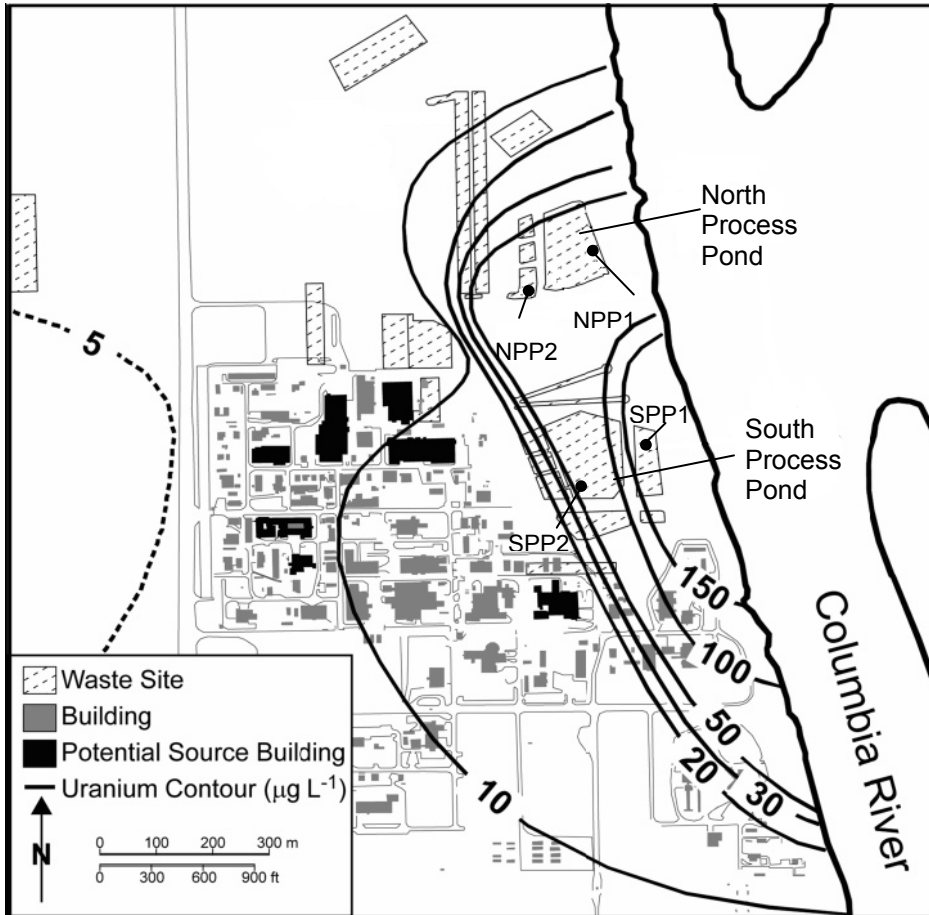 North
Process
Pond
NPP1
NPP2
5
SPP1
South
Process
Pond
SPP2
150
100
50
20
30
10
Columbia River
Waste Site
Building
Potential Source Building
Uranium Contour (μg L-1)
N
0 100 200 300 m
0 300 600 900 ft